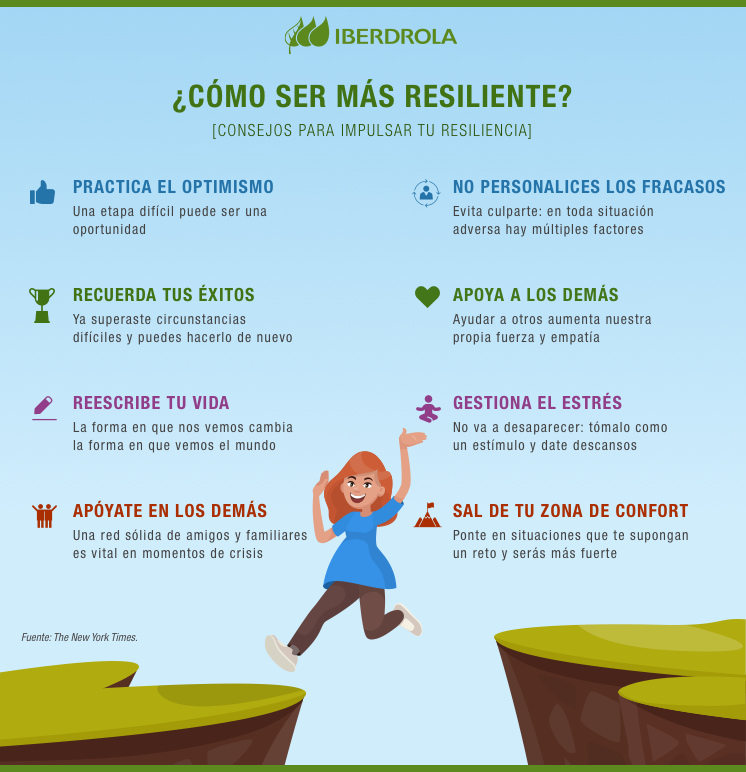 IBERDROLA
¿CÓMO SER MÁS RESILIENTE?
[CONSEJOS PARA IMPULSAR TU RESILIENCIA]
PRACTICA EL OPTIMISMO
Una etapa difícil puede ser una
oportunidad
NO PERSONALICES LOS FRACASOS
Evita culparte: en toda situación
adversa hay múltiples factores
RECUERDA TUS ÉXITOS
Ya superaste circunstancias
difíciles y puedes hacerlo de nuevo
APOYA A LOS DEMÁS
Ayudar a otros aumenta nuestra
propia fuerza y empatía
REESCRIBE TU VIDA
La forma en que nos vemos cambia
la forma en que vemos el mundo
GESTIONA EL ESTRÉS
No va a desaparecer: tómalo como
un estímulo y date descansos
APÓYATE EN LOS DEMÁS
Una red sólida de amigos y familiares
es vital en momentos de crisis
SAL DE TU ZONA DE CONFORT
Ponte en situaciones que te supongan
un reto y serás más fuerte
Fuente: The New York Times.